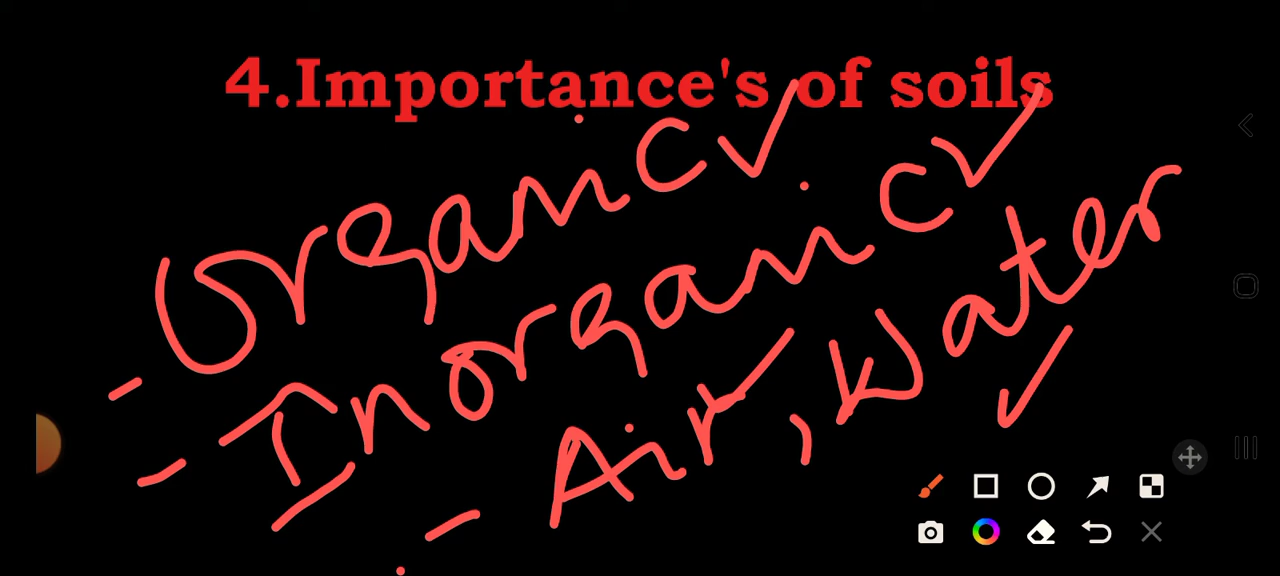 4.Importance's of soils
- Organic ✓
- Inorganic ✓
- Air, Water ✓